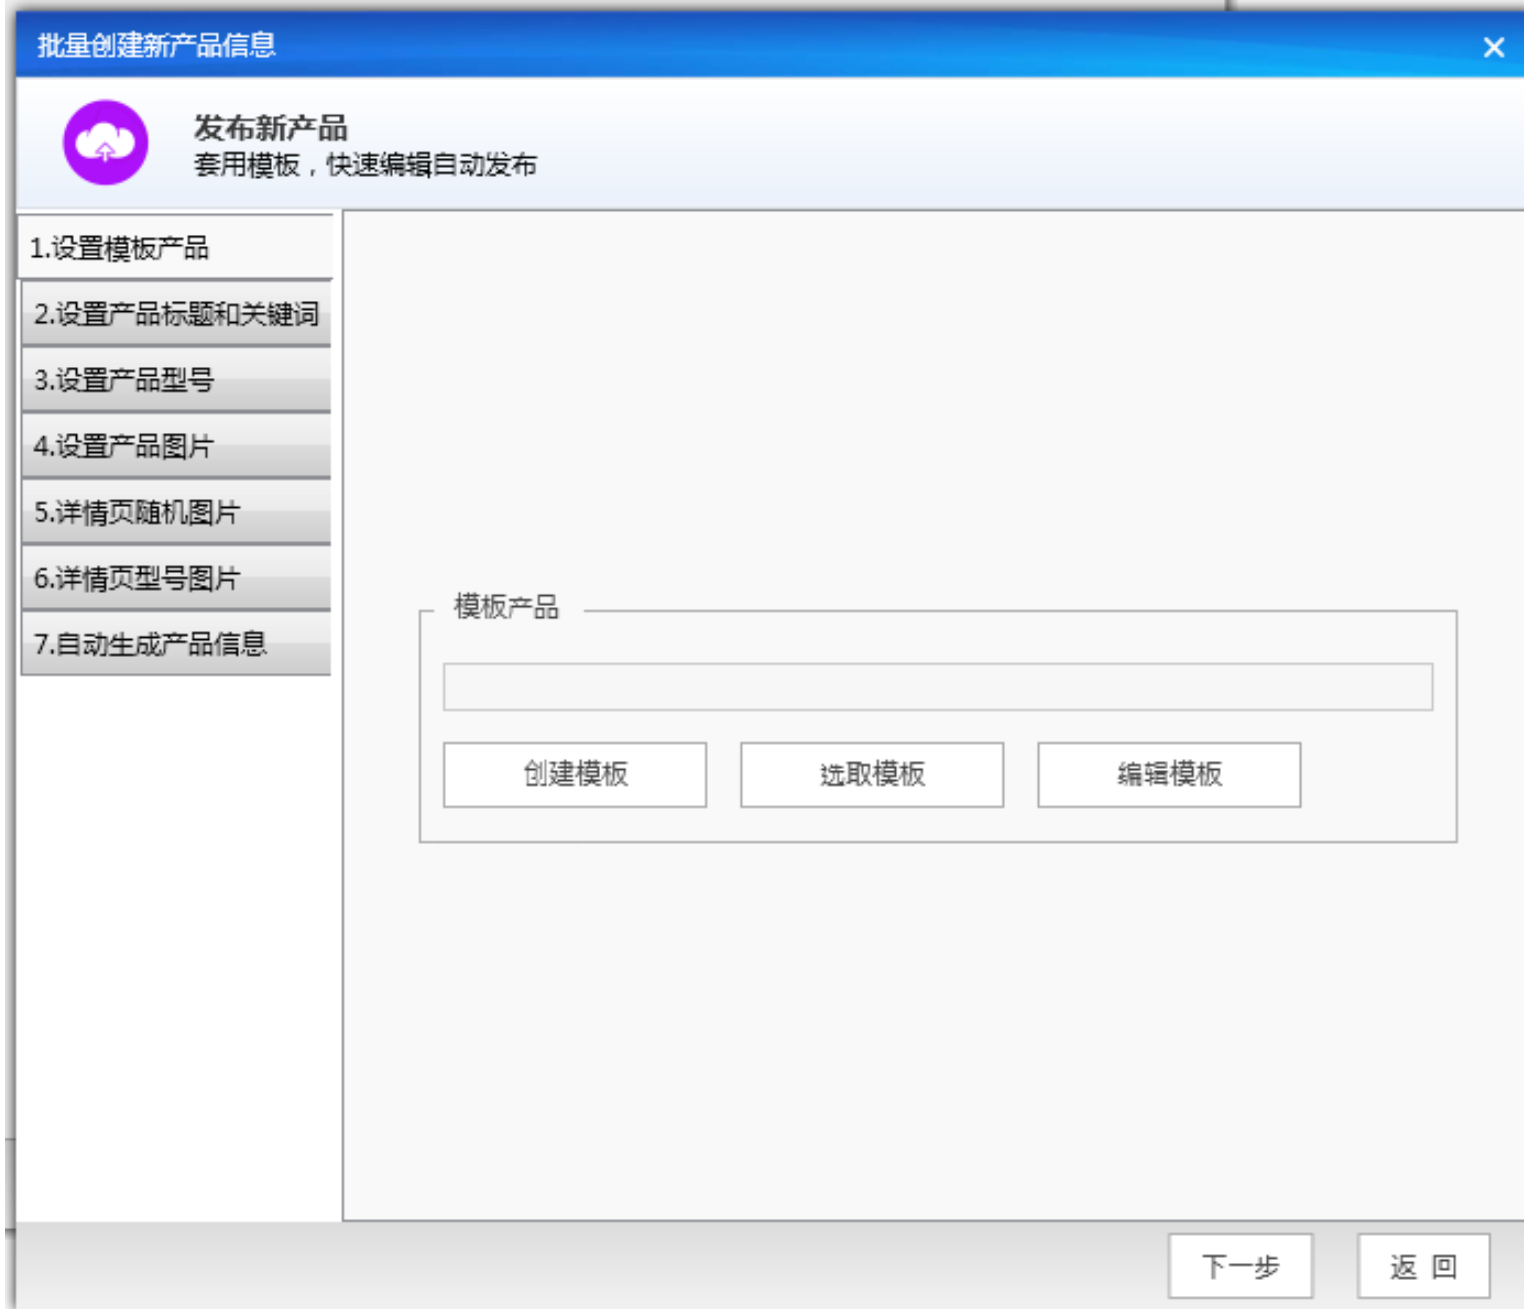 批量创建新产品信息
发布新产品
套用模板，快速编辑自动发布
1.设置模板产品
2.设置产品标题和关键词
3.设置产品型号
4.设置产品图片
5.详情页随机图片
6.详情页型号图片
7.自动生成产品信息
模板产品
创建模板 选取模板 编辑模板
下一步 返 回